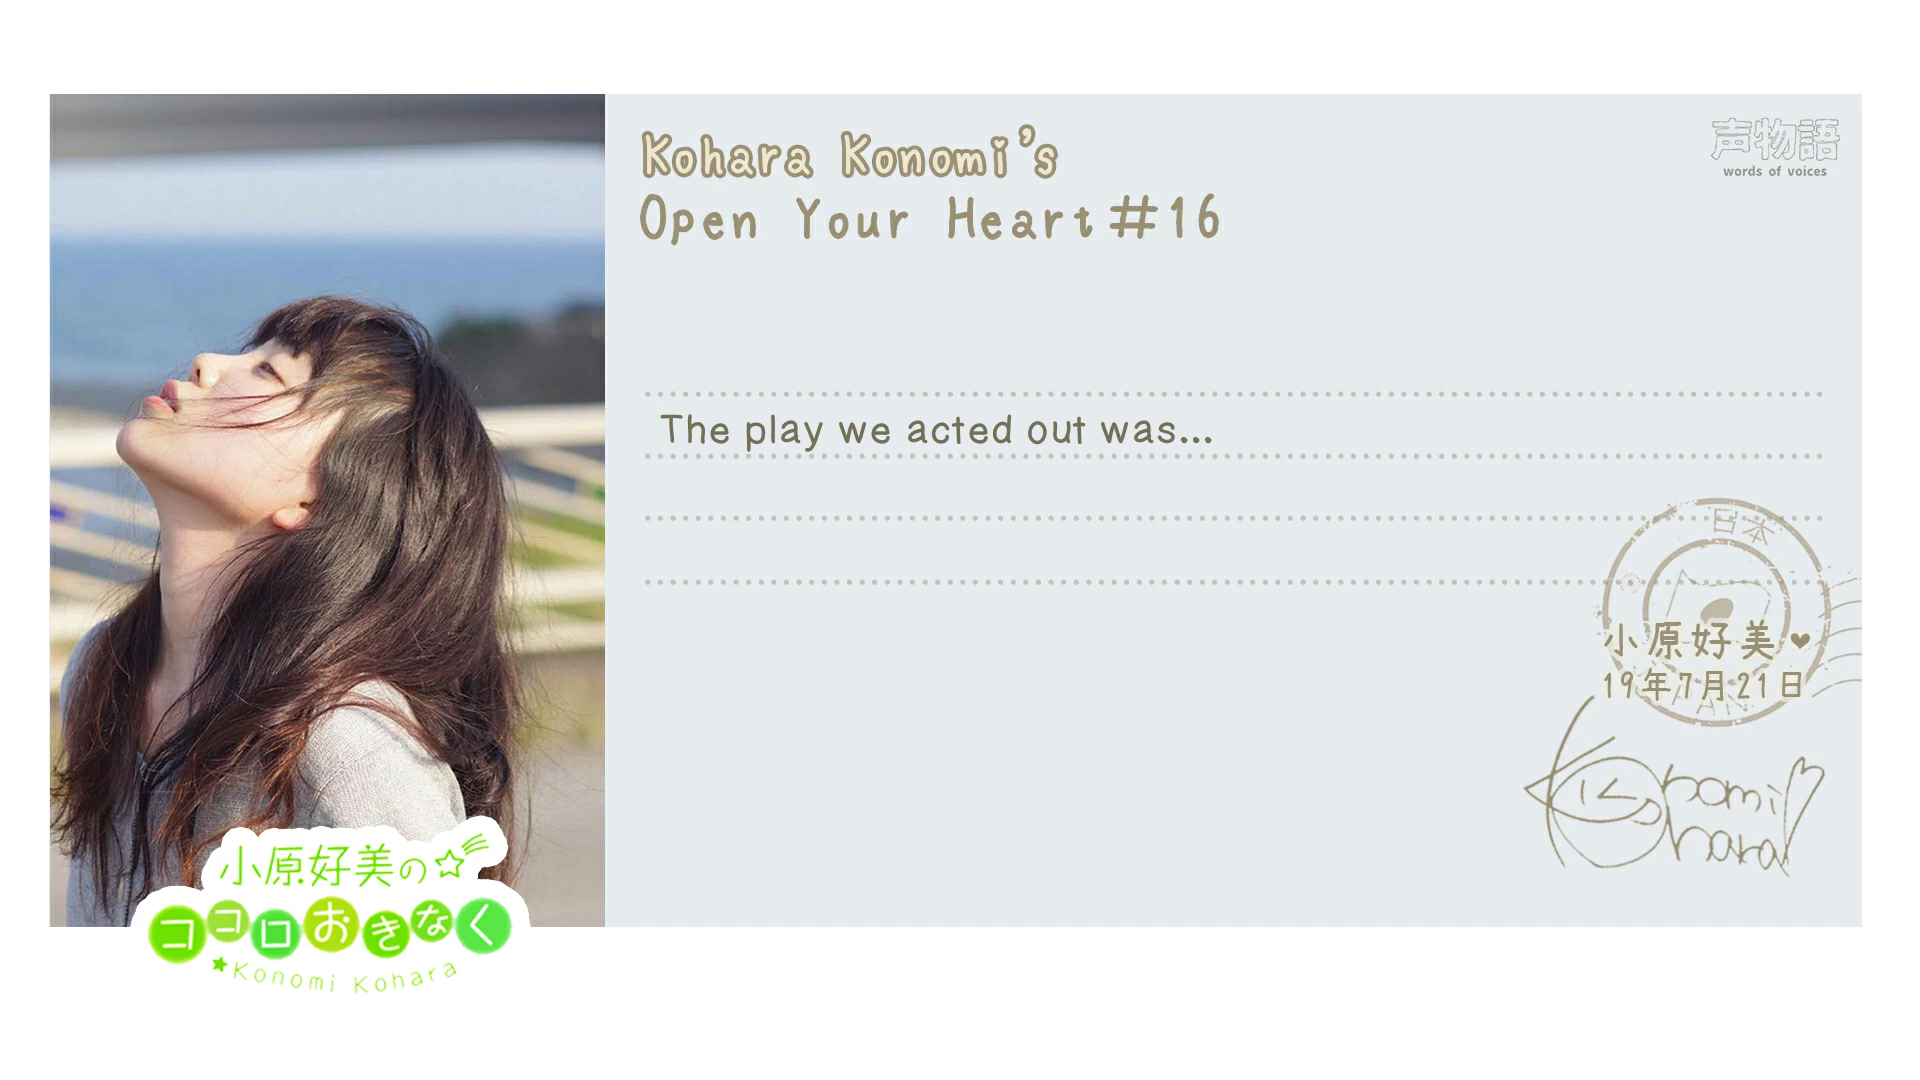 Kohara Konomi's
Open Your Heart#16
声物語
words of voices
The play we acted out was...
日本
小原好美❤
19年7月21日
Konomi
Kohara
小原好美の☆
ココロおきなく
★Konomi Kohara